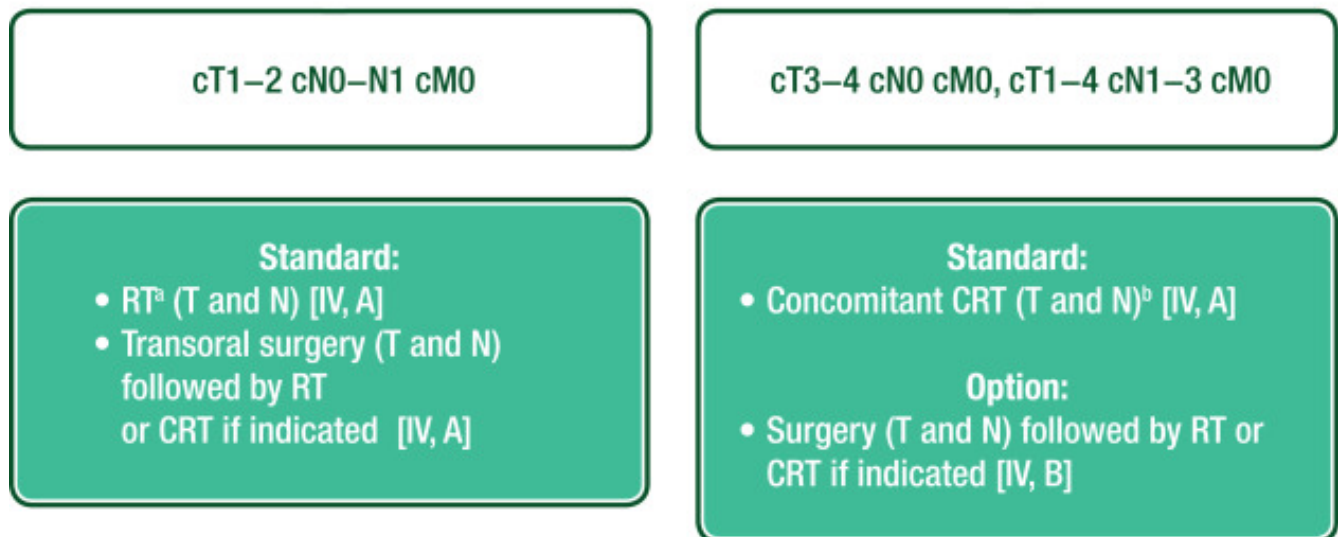 cT1–2 cN0–N1 cM0
cT3–4 cN0 cM0, cT1–4 cN1–3 cM0
Standard:
• RTᵃ (T and N) [IV, A]
• Transoral surgery (T and N)
followed by RT
or CRT if indicated [IV, A]
Standard:
• Concomitant CRT (T and N)ᵇ [IV, A]
Option:
• Surgery (T and N) followed by RT or
CRT if indicated [IV, B]